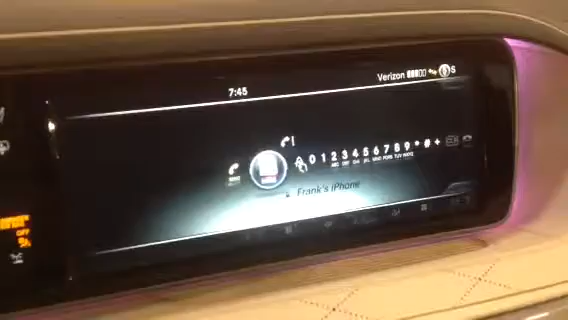 7:45
Verizon S
0 1 2 3 4 5 6 7 8 9 * # +
ABC DEF GHI JKL MNO PQRS TUV WXYZ
Frank's iPhone
OFF